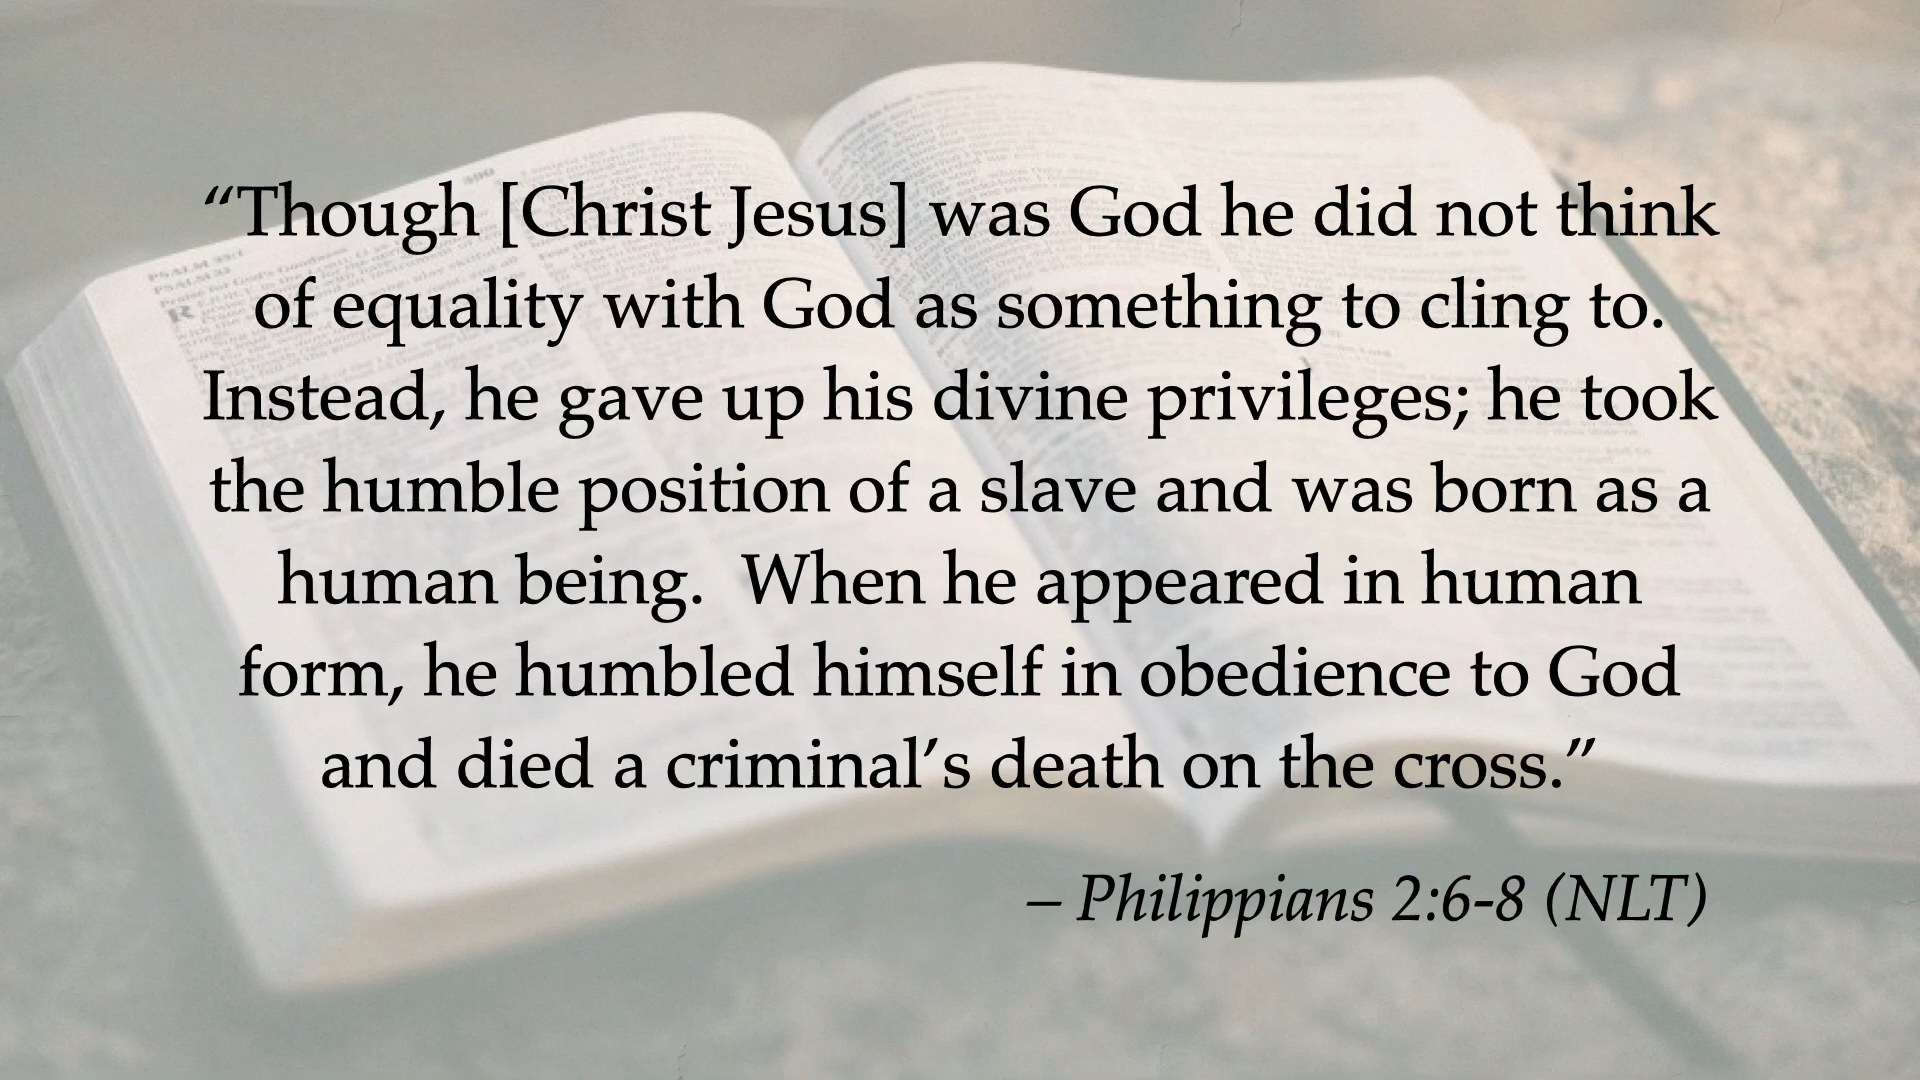 “Though [Christ Jesus] was God he did not think
of equality with God as something to cling to.
Instead, he gave up his divine privileges; he took
the humble position of a slave and was born as a
human being.  When he appeared in human
form, he humbled himself in obedience to God
and died a criminal’s death on the cross.”
– Philippians 2:6-8 (NLT)